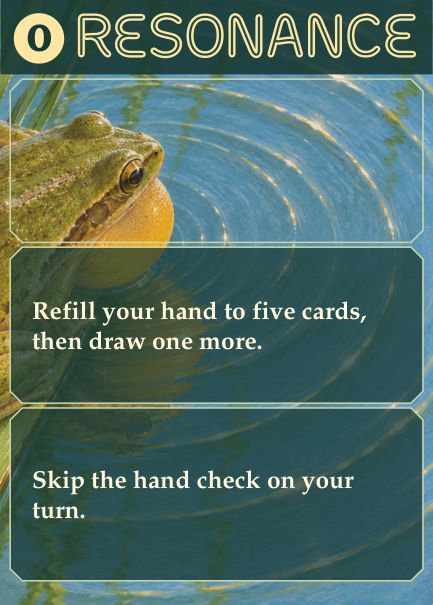 0 RESONANCE
Refill your hand to five cards,
then draw one more.
Skip the hand check on your
turn.